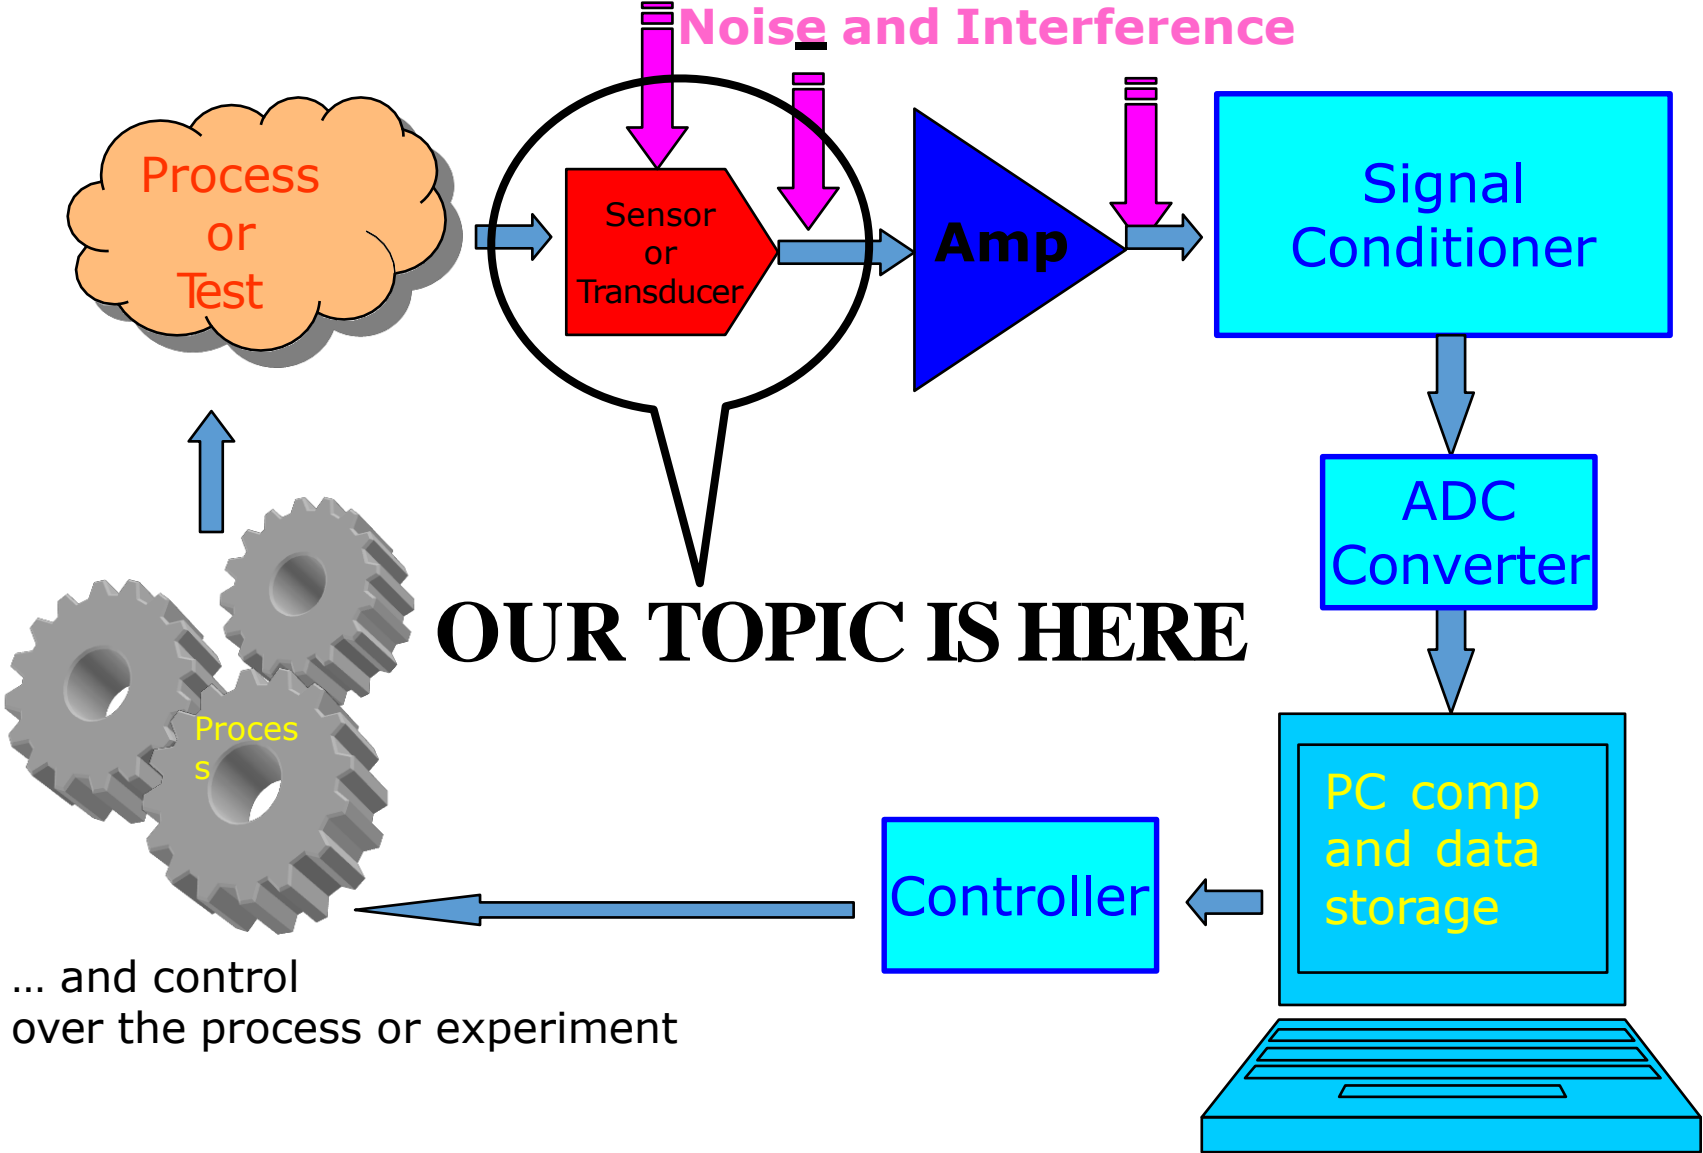 Noise and Interference
Process
or
Test
Sensor
or
Transducer
Amp
Signal
Conditioner
ADC
Converter
OUR TOPIC IS HERE
Proces
s
PC comp
and data
storage
Controller
... and control
over the process or experiment